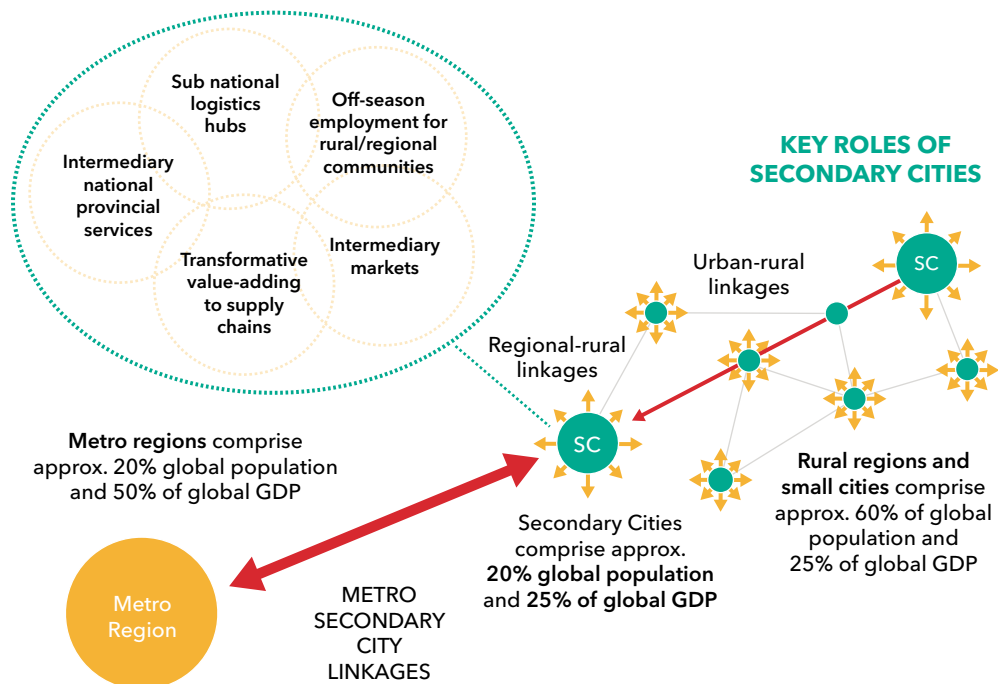 Sub national
logistics
hubs
Off-season
employment for
rural/regional
communities
Intermediary
national
provincial
services
Transformative
value-adding
to supply
chains
Intermediary
markets
KEY ROLES OF
SECONDARY CITIES
SC
Urban-rural
linkages
Regional-rural
linkages
SC
Metro regions comprise
approx. 20% global population
and 50% of global GDP
Rural regions and
small cities comprise
approx. 60% of global
population and
25% of global GDP
Secondary Cities
comprise approx.
20% global population
and 25% of global GDP
Metro
Region
METRO
SECONDARY
CITY
LINKAGES